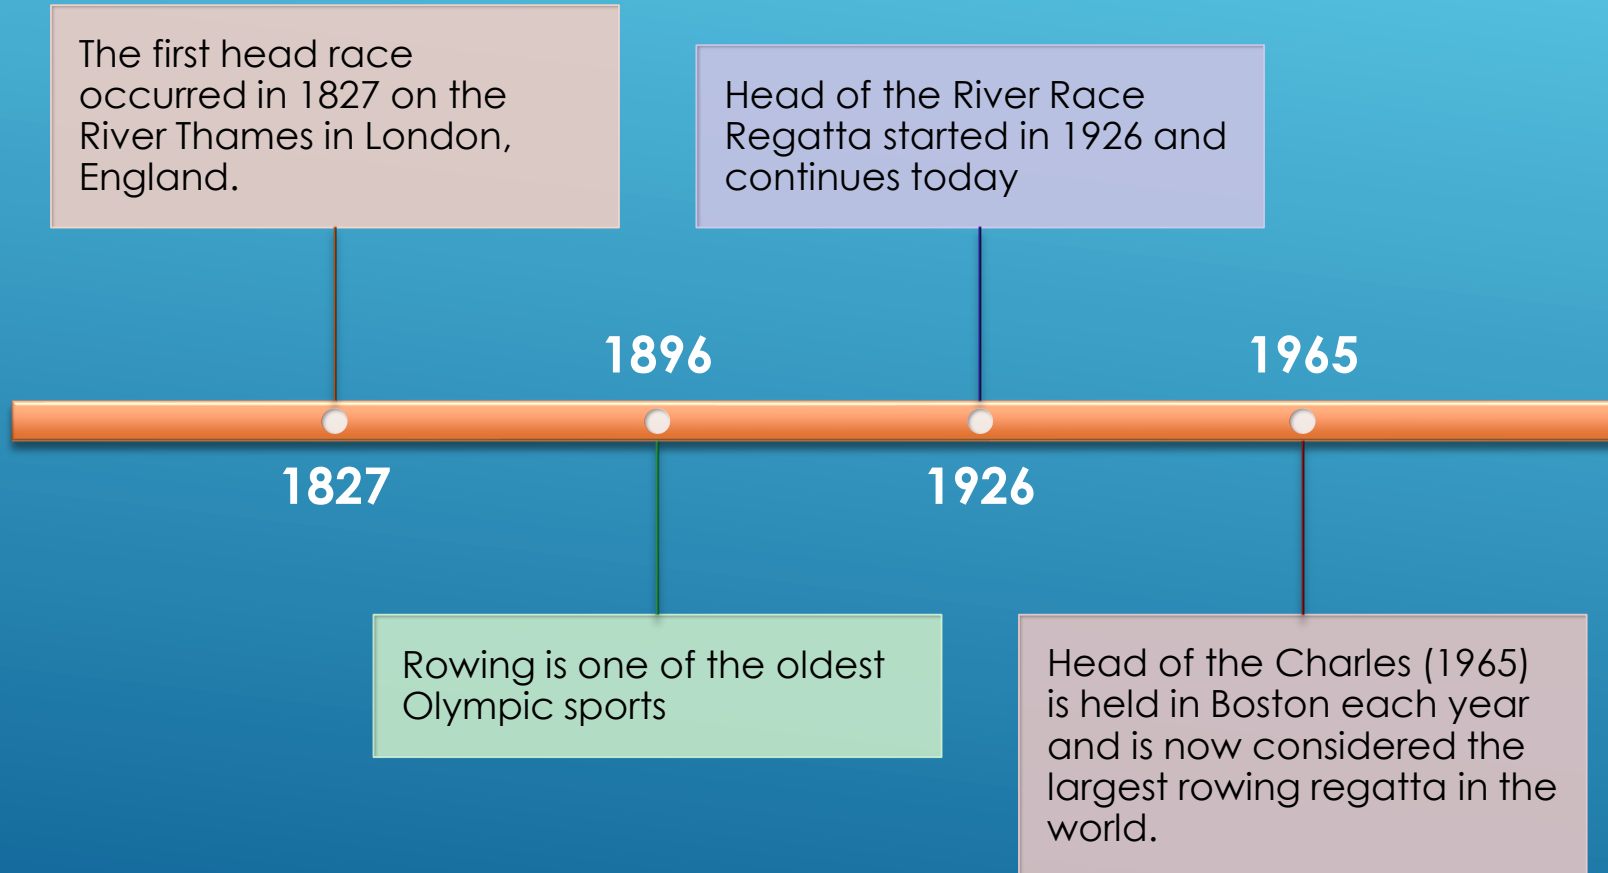 The first head race
occurred in 1827 on the
River Thames in London,
England.
Head of the River Race
Regatta started in 1926 and
continues today
1896
1965
1827
1926
Rowing is one of the oldest
Olympic sports
Head of the Charles (1965)
is held in Boston each year
and is now considered the
largest rowing regatta in the
world.